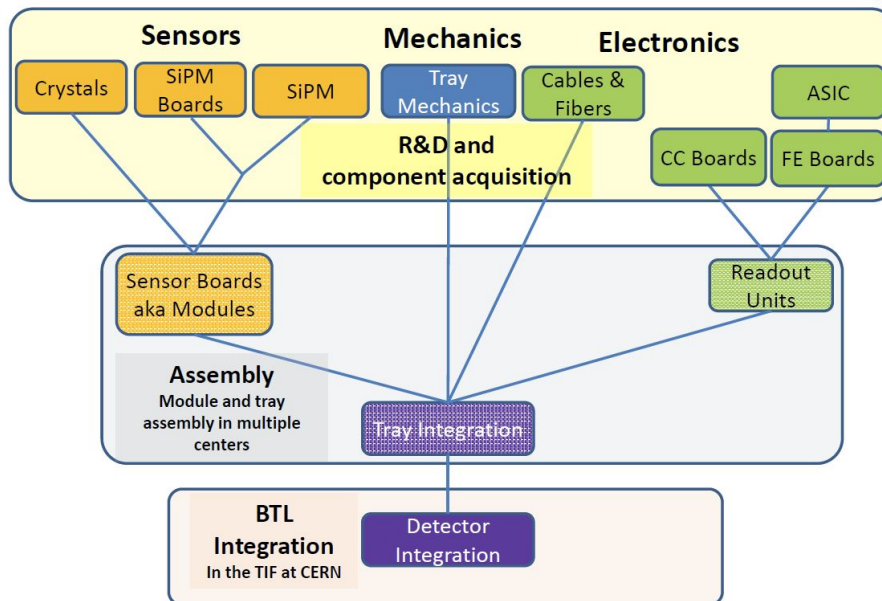 Sensors
Mechanics
Electronics
Crystals
SiPM
Boards
SiPM
Tray
Mechanics
Cables &
Fibers
ASIC
R&D and
component acquisition
CC Boards
FE Boards
Sensor Boards
aka Modules
Readout
Units
Assembly
Module and tray
assembly in multiple
centers
Tray Integration
BTL
Integration
In the TIF at CERN
Detector
Integration